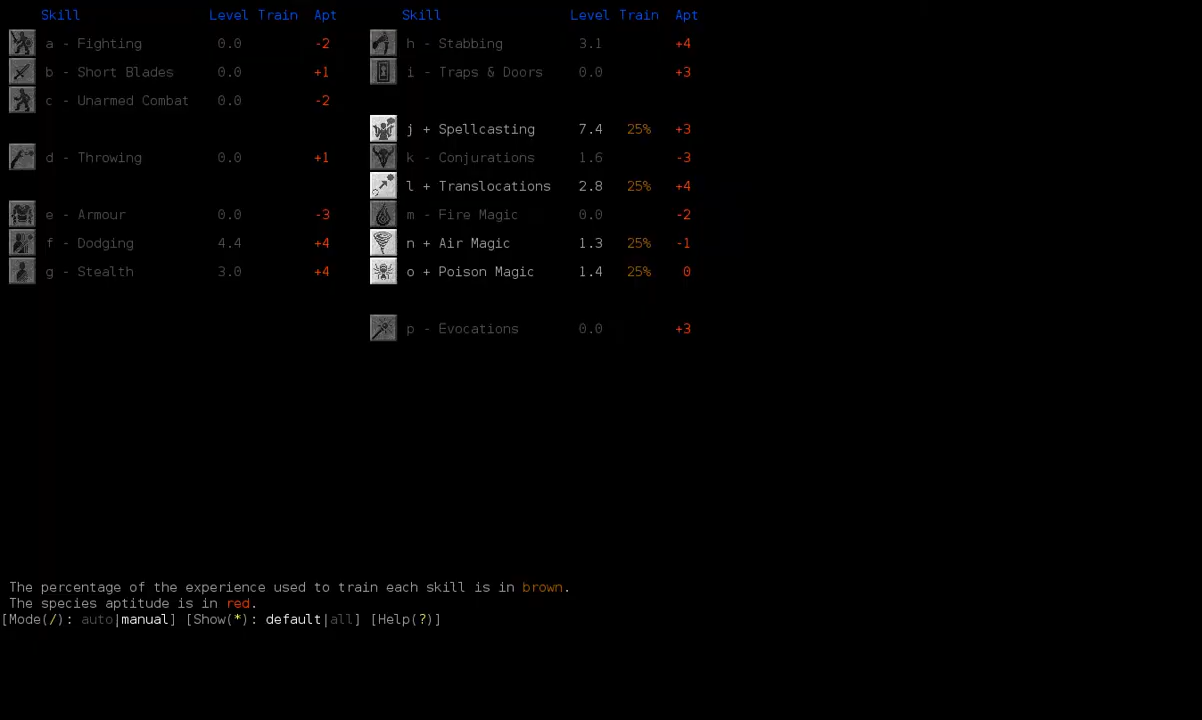 Skill Level Train Apt Skill Level Train Apt
a - Fighting 0.0 -2 h - Stabbing 3.1 +4
b - Short Blades 0.0 +1 i - Traps & Doors 0.0 +3
c - Unarmed Combat 0.0 -2
j + Spellcasting 7.4 25% +3
d - Throwing 0.0 +1 k - Conjurations 1.6 -3
l + Translocations 2.8 25% +4
e - Armour 0.0 -3 m - Fire Magic 0.0 -2
f - Dodging 4.4 +4 n + Air Magic 1.3 25% -1
g - Stealth 3.0 +4 o + Poison Magic 1.4 25% 0
p - Evocations 0.0 +3
The percentage of the experience used to train each skill is in brown.
The species aptitude is in red.
[Mode(/): auto|manual] [Show(*): default|all] [Help(?)]